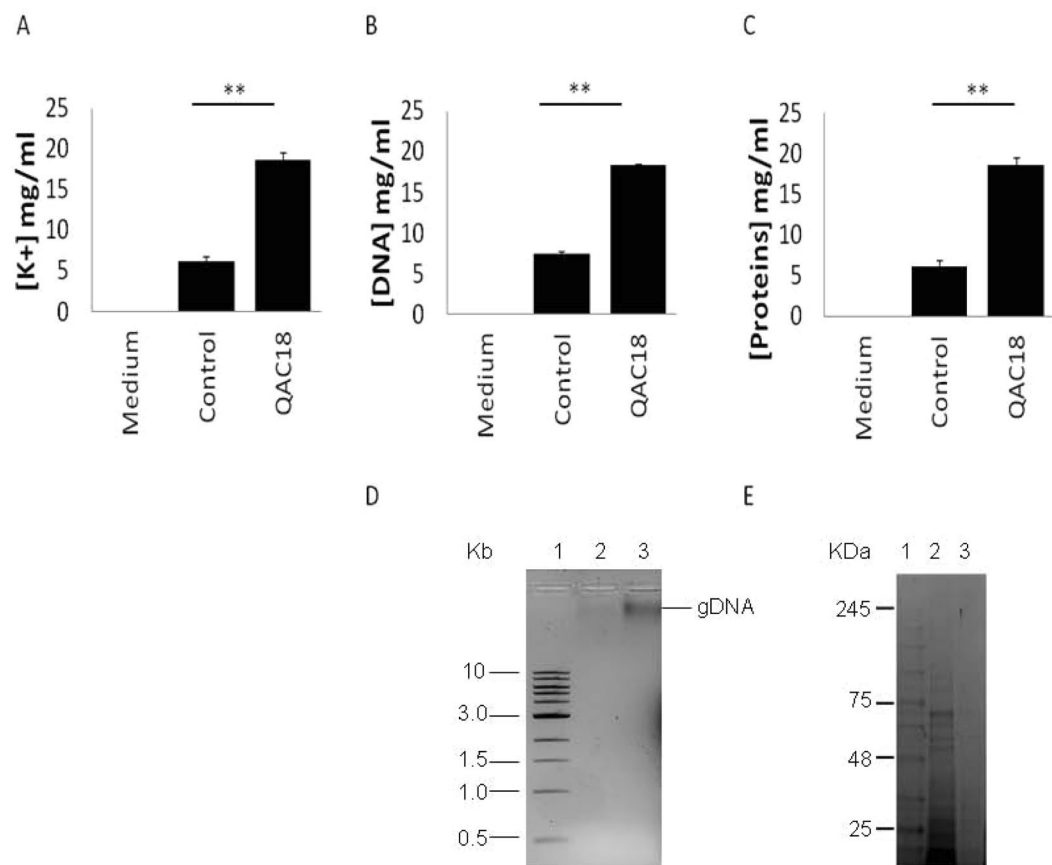 A
**
25
20
15
10
5
0
[K+] mg/ml
Medium
Control
QAC18
B
**
25
20
15
10
5
0
[DNA] mg/ml
Medium
Control
QAC18
C
**
25
20
15
10
5
0
[Proteins] mg/ml
Medium
Control
QAC18
D
Kb 1 2 3
gDNA
10
3.0
1.5
1.0
0.5
E
KDa 1 2 3
245
75
48
25